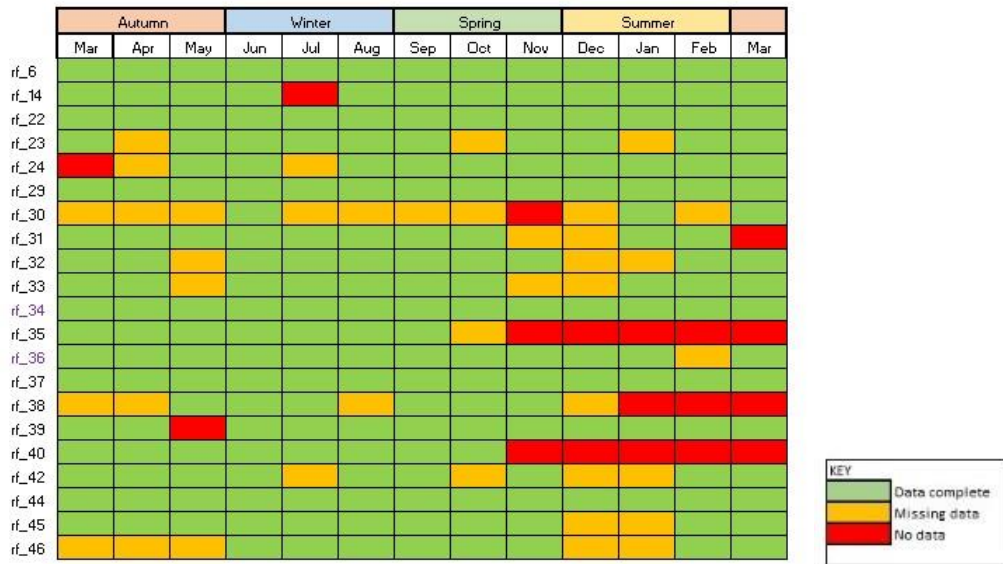 Autumn Winter Spring Summer
Mar Apr May Jun Jul Aug Sep Oct Nov Dec Jan Feb Mar
rf_6
rf_14
rf_22
rf_23
rf_24
rf_29
rf_30
rf_31
rf_32
rf_33
rf_34
rf_35
rf_36
rf_37
rf_38
rf_39
rf_40
rf_42
rf_44
rf_45
rf_46
KEY
Data complete
Missing data
No data